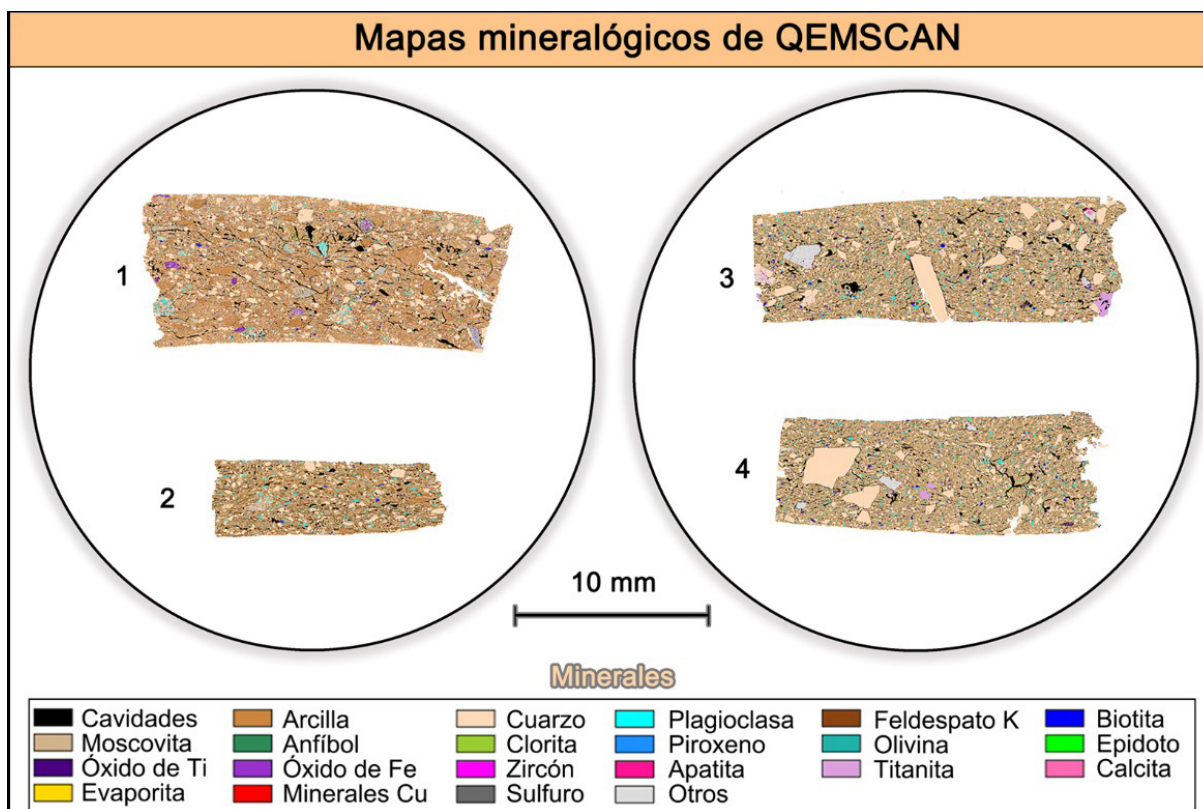 Mapas mineralógicos de QEMSCAN
1
2
3
4
10 mm
Minerales
Cavidades Arcilla Cuarzo Plagioclasa Feldespato K Biotita
Moscovita Anfíbol Clorita Piroxeno Olivina Epidoto
Óxido de Ti Óxido de Fe Zircón Apatita Titanita Calcita
Evaporita Minerales Cu Sulfuro Otros